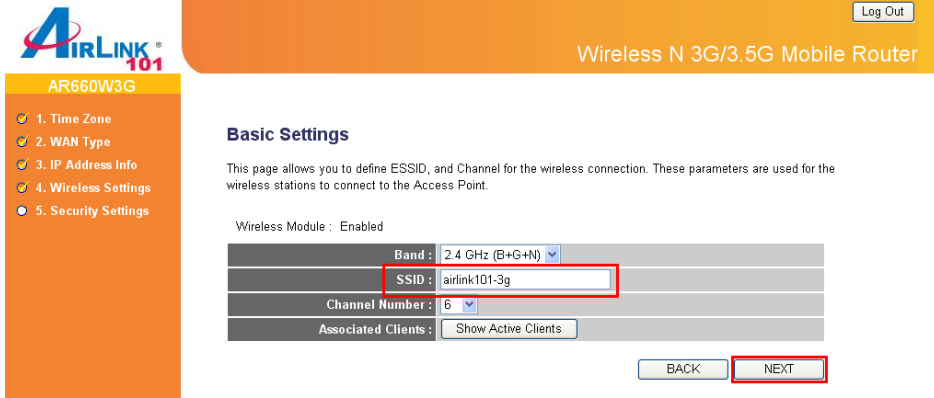 Log Out
AIRLINK
101
Wireless N 3G/3.5G Mobile Router
AR660W3G
1. Time Zone
2. WAN Type
3. IP Address Info
4. Wireless Settings
5. Security Settings
Basic Settings
This page allows you to define ESSID, and Channel for the wireless connection. These parameters are used for the
wireless stations to connect to the Access Point.
Wireless Module : Enabled
Band : 2.4 GHz (B+G+N)
SSID : airlink101-3g
Channel Number : 6
Associated Clients : Show Active Clients
BACK NEXT